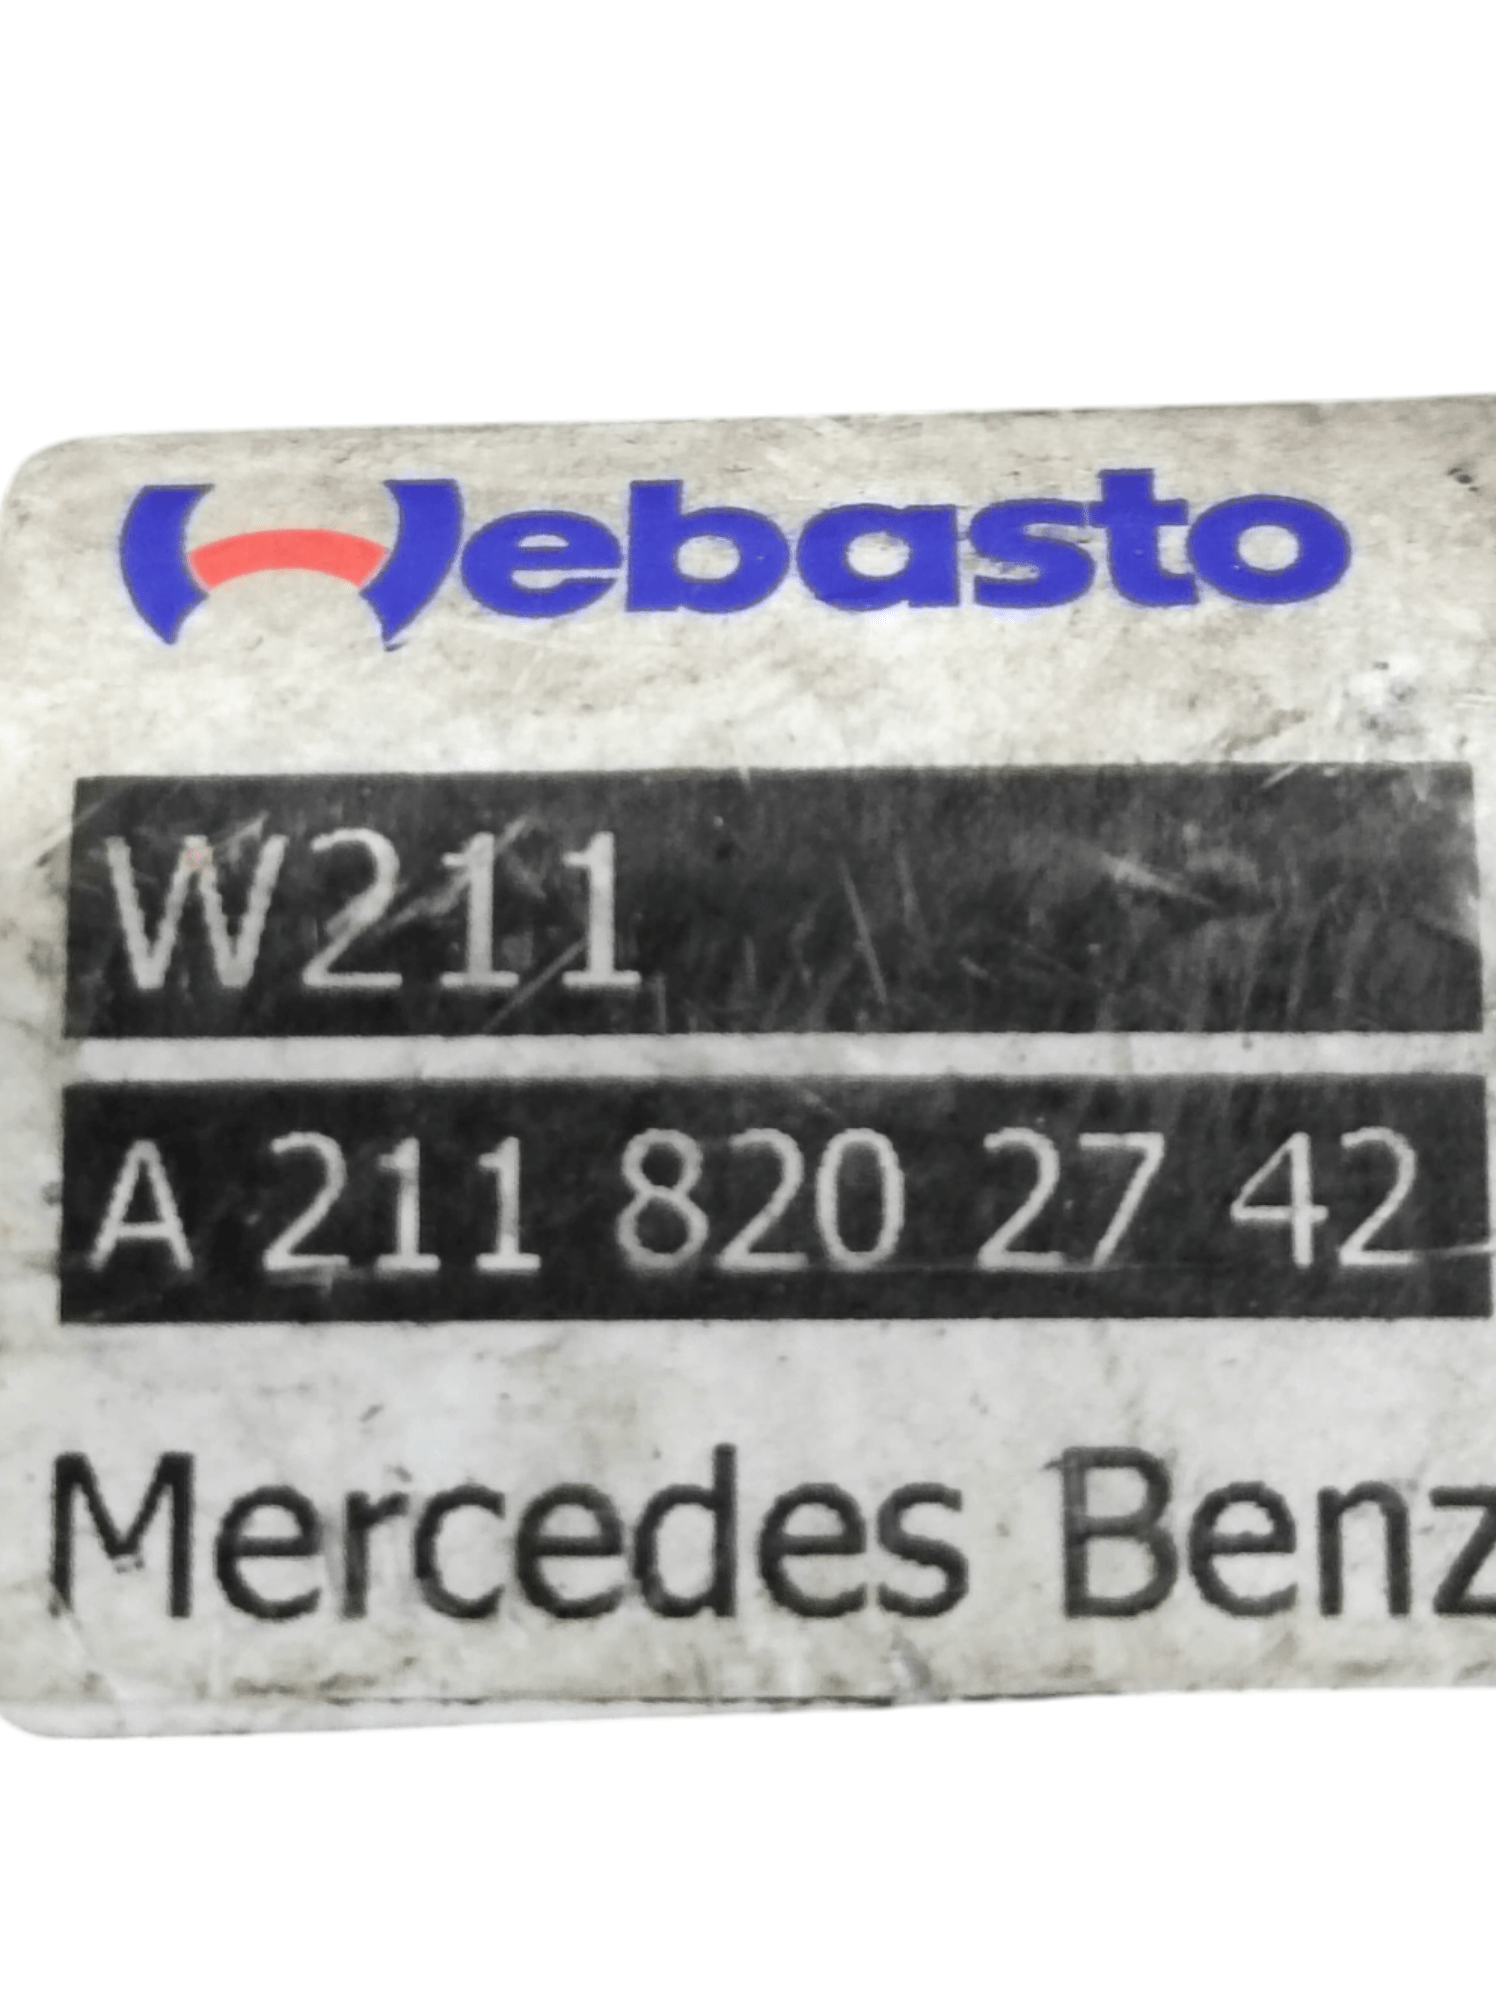 Webasto
W211
A 211 820 27 42
Mercedes Benz